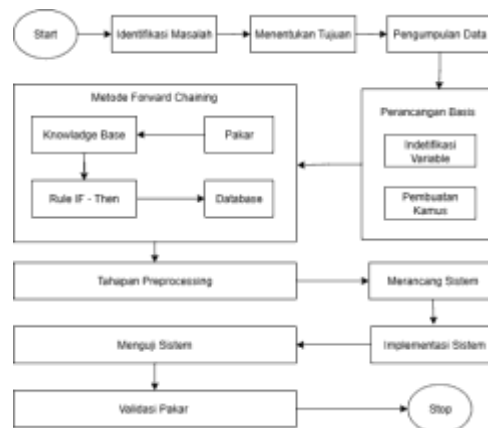 Start
Identifikasi Masalah
Menentukan Tujuan
Pengumpulan Data
Metode Forward Chaining
Knowladge Base
Pakar
Rule IF - Then
Database
Perancangan Basis
Indetifikasi
Variable
Pembuatan
Kamus
Tahapan Preprocessing
Merancang Sistem
Menguji Sistem
Implementasi Sistem
Validasi Pakar
Stop